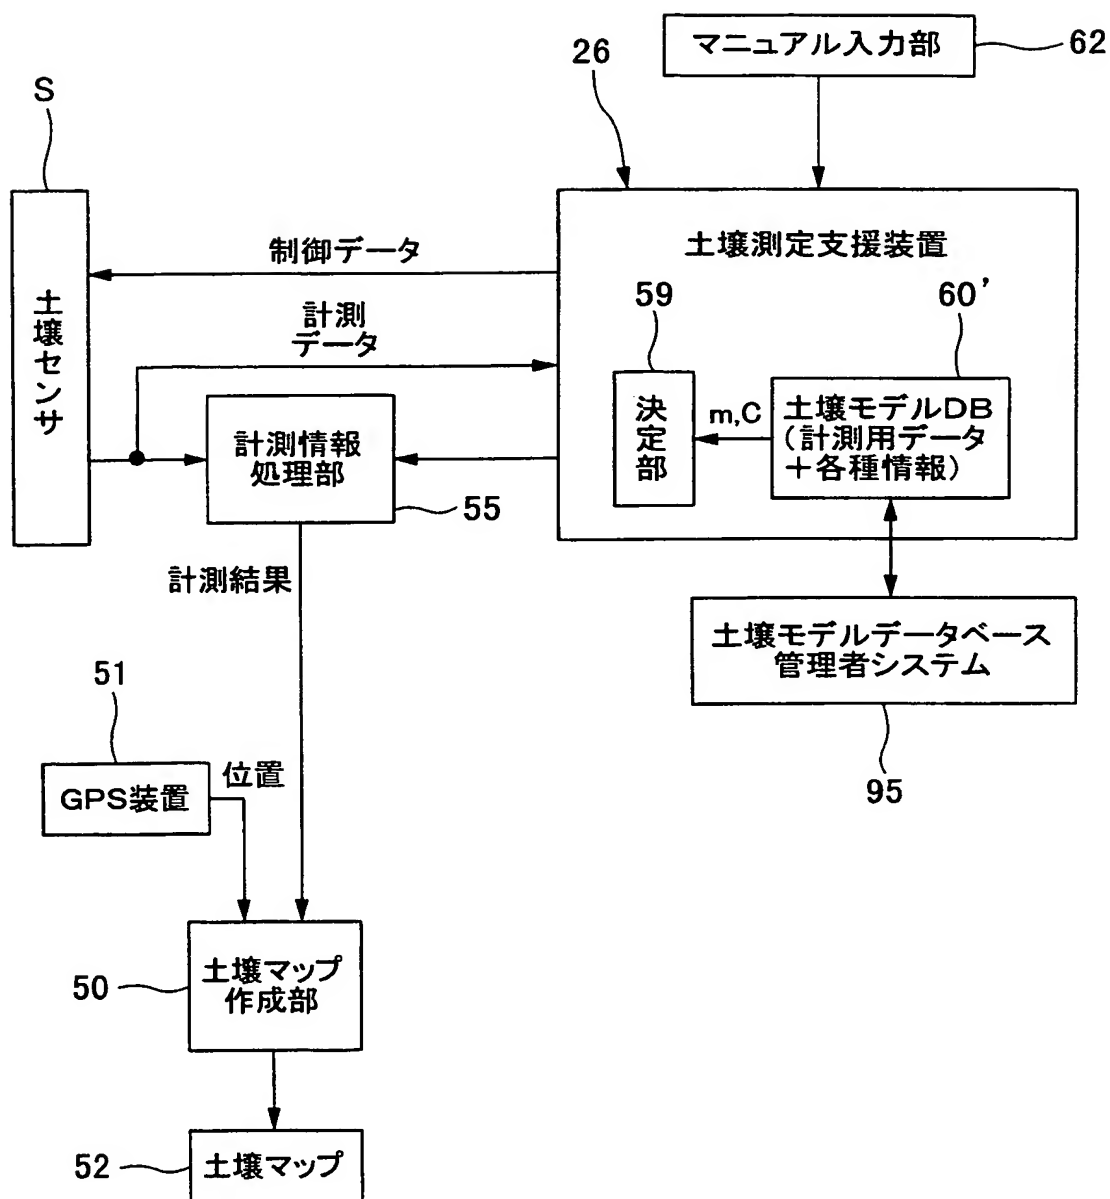 マニュアル入力部
62
26
S
土壌測定支援装置
制御データ
59
60’
計測
データ
土壌センサ
決定部
m,C
土壌モデルDB
(計測用データ
+各種情報)
計測情報
処理部
55
計測結果
土壌モデルデータベース
管理者システム
51
95
位置
GPS装置
土壌マップ
作成部
50
52
土壌マップ